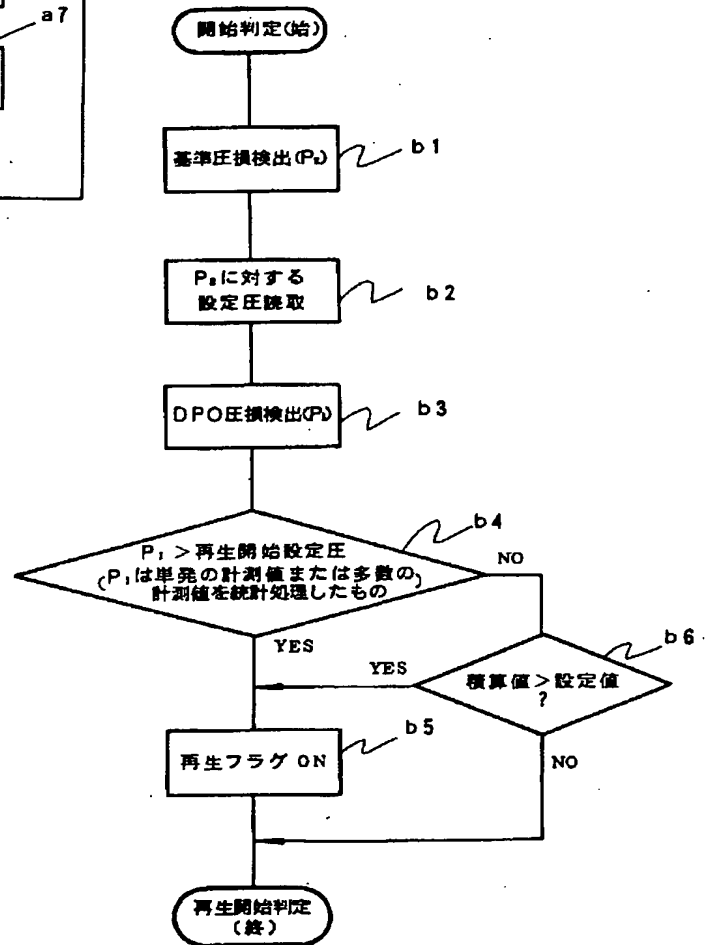 a7
開始判定(始)
基準圧損検出(P₂)
b1
P₂に対する
設定圧読取
b2
DPO圧損検出(P₁)
b3
b4
P₁>再生開始設定圧
(P₁は単発の計測値または多数の)
計測値を統計処理したもの
NO
YES
b6
YES
積算値>設定値
?
b5
再生フラグ ON
NO
再生開始判定
(終)